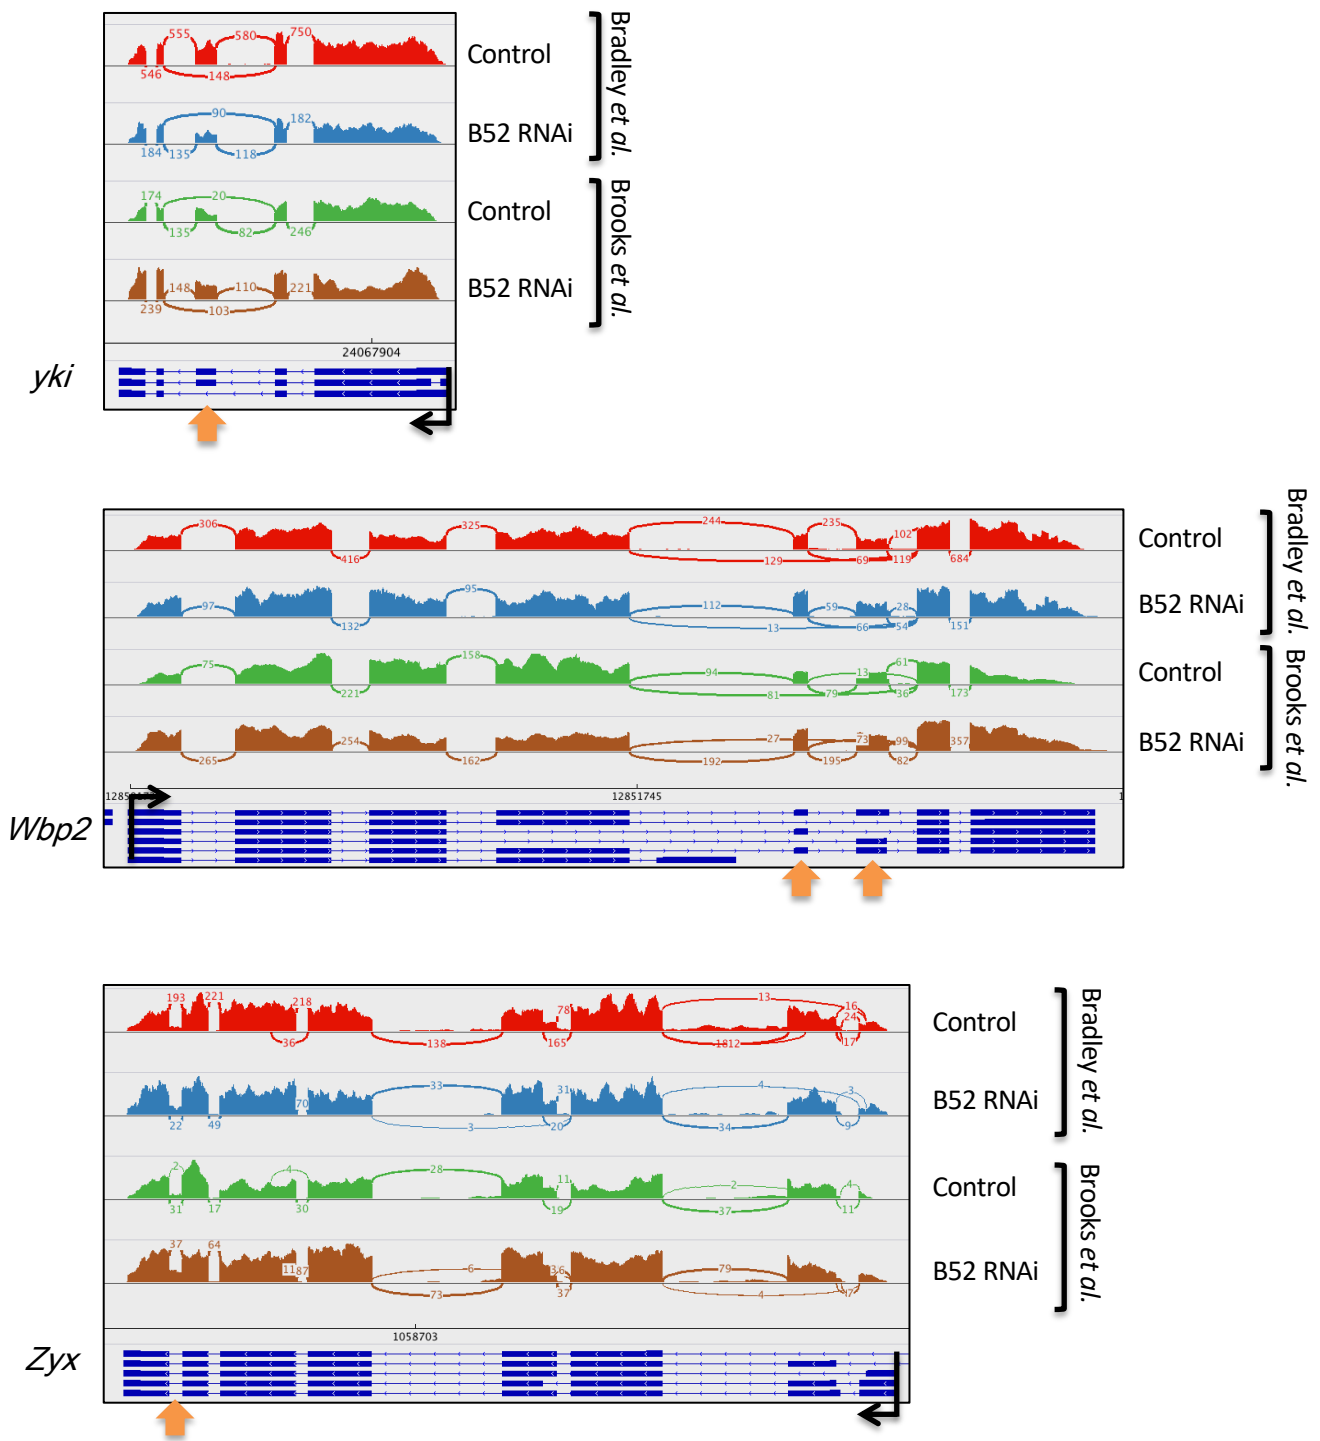 555 580 750
546 148
Control
90 182
184 135 118
B52 RNAi
Bradley et al.
174 20
135 82 246
Control
148 110 221
239 103
B52 RNAi
Brooks et al.
24067904
yki
306 325 244 235 102
416 129 69 119 684
Control
97 95 112 59 28
132 13 66 54 151
B52 RNAi
Bradley et al.
75 158 94 13 61
221 81 79 36 173
Control
254 27 73 99 357
265 162 192 195 82
B52 RNAi
Brooks et al.
12851745
Wbp2
193 221 218 78 13 16 24
36 138 165 1812 17
Control
70 33 31 4 3
22 49 3 20 34 9
B52 RNAi
Bradley et al.
2 4 28 11 2 4
31 17 30 19 37 11
Control
37 64 1187 6 36 79
73 37 4 7
B52 RNAi
Brooks et al.
1058703
Zyx